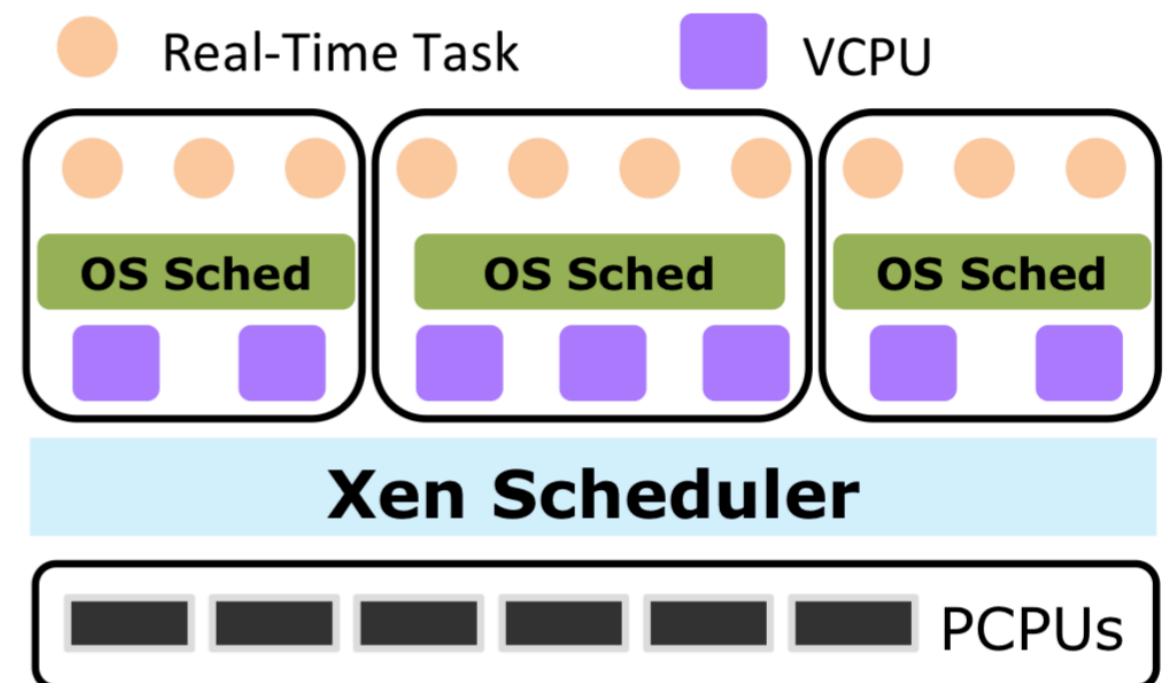 Real-Time Task
VCPU
OS Sched
OS Sched
OS Sched
Xen Scheduler
PCPUs